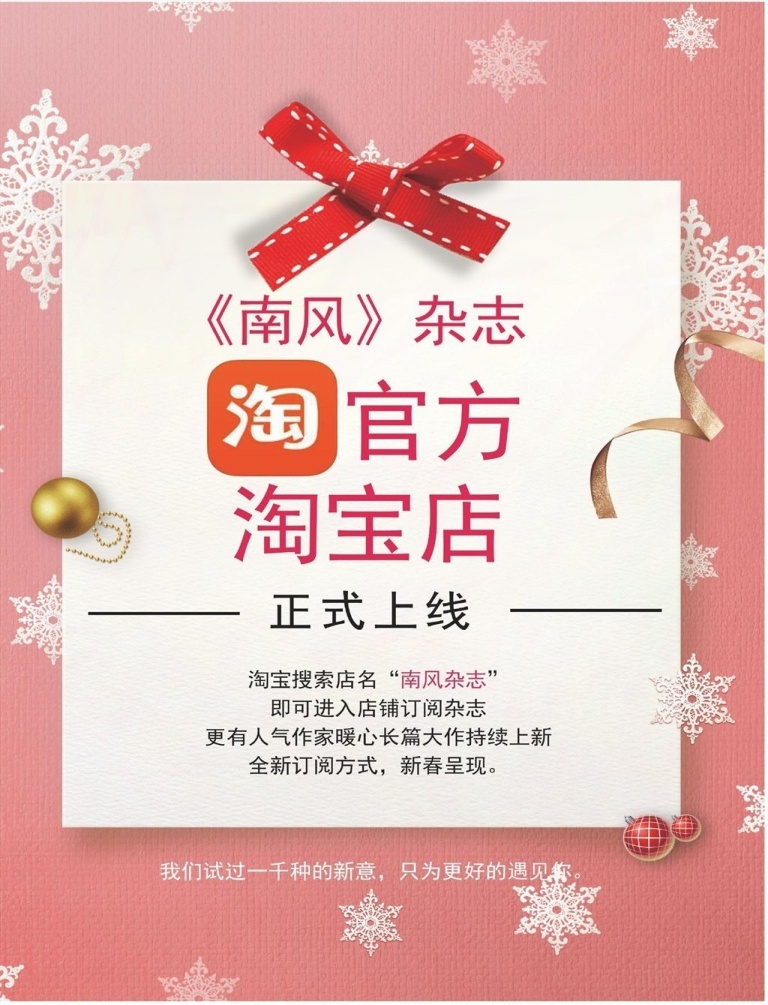 《南风》杂志
淘 官方
淘宝店
正式上线
淘宝搜索店名“南风杂志”
即可进入店铺订阅杂志
更有人气作家暖心长篇大作持续上新
全新订阅方式，新春呈现。
我们试过一千种的新意，只为更好的遇见你。